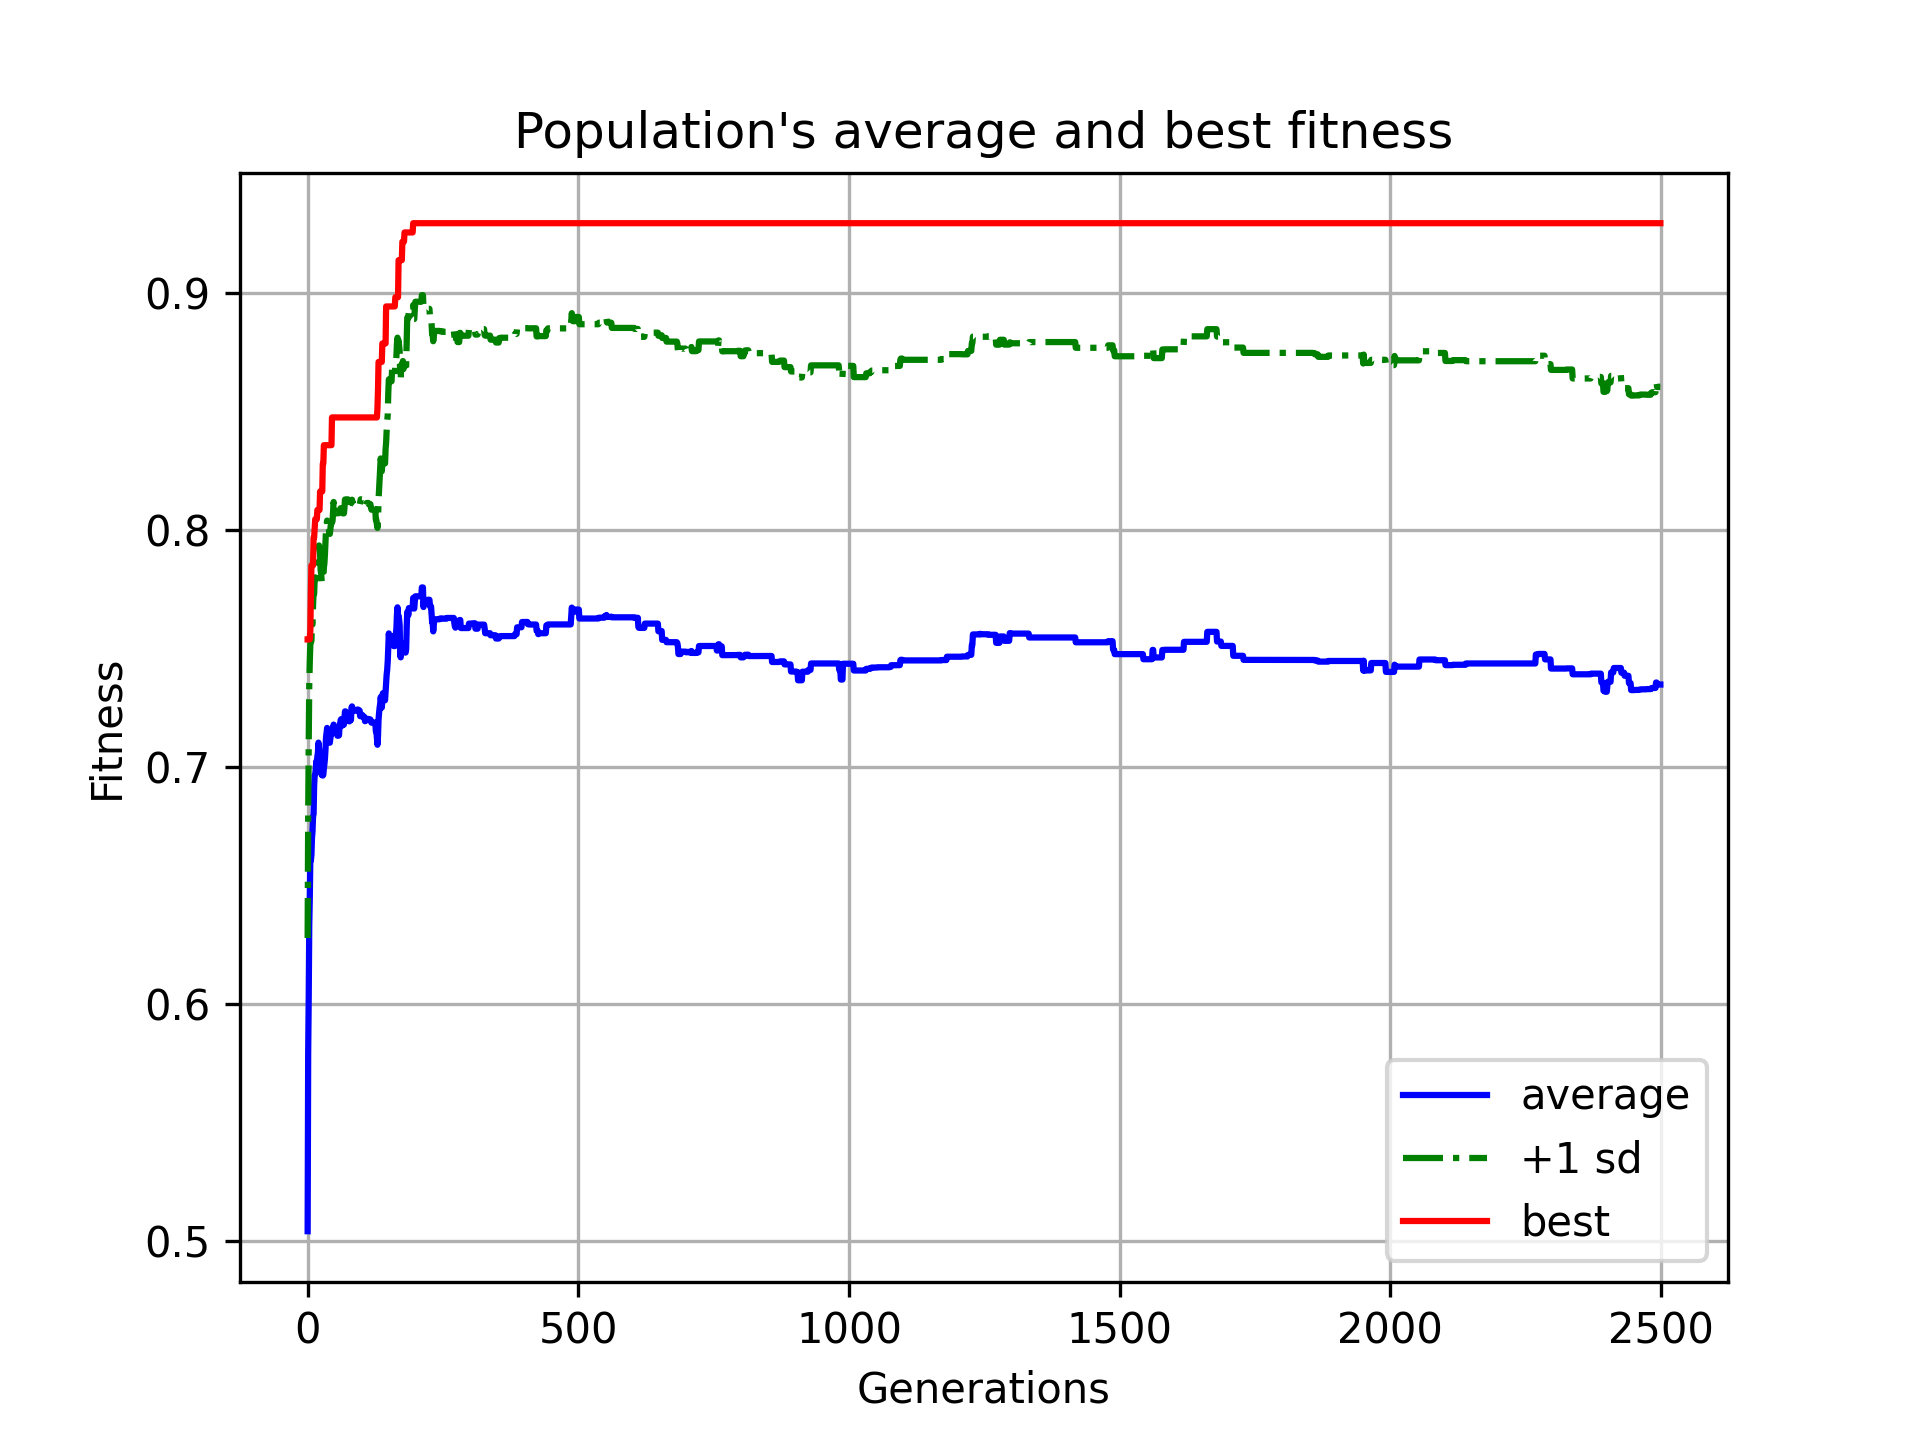 Population's average and best fitness
Fitness
0.9
0.8
0.7
0.6
0.5
0 500 1000 1500 2000 2500
Generations
average
+1 sd
best